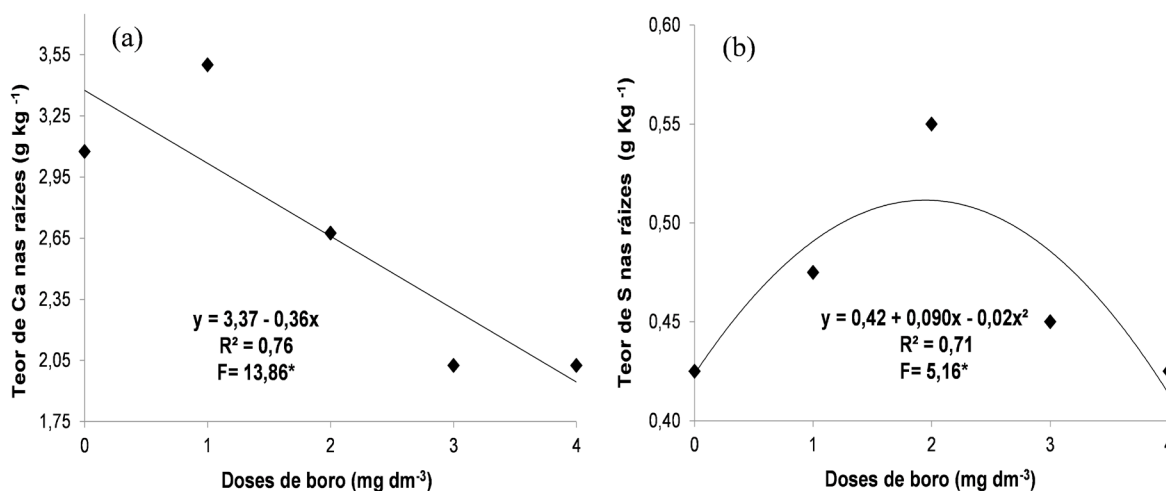 (a)
Teor de Ca nas raízes (g kg ⁻¹)
3,55
3,25
2,95
2,65
2,35
2,05
1,75
y = 3,37 - 0,36x
R² = 0,76
F= 13,86*
0 1 2 3 4
Doses de boro (mg dm⁻³)
(b)
Teor de S nas ráizes (g Kg ⁻¹)
0,60
0,55
0,50
0,45
0,40
y = 0,42 + 0,090x - 0,02x²
R² = 0,71
F= 5,16*
0 1 2 3 4
Doses de boro (mg dm⁻³)